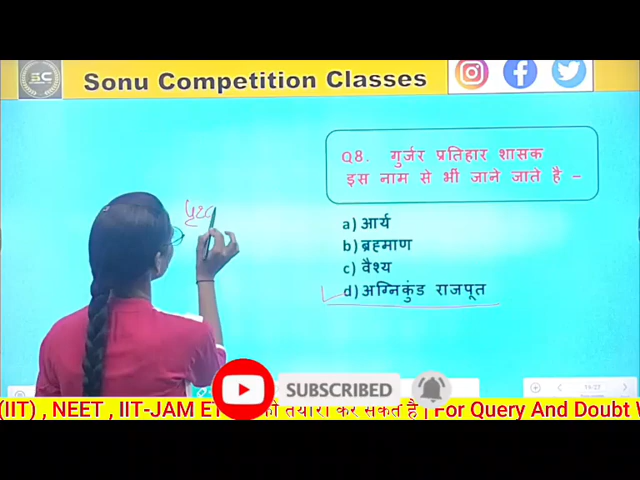 SC
Sonu Competition Classes
Q8. गुर्जर प्रतिहार शासक
इस नाम से भी जाने जाते है –
a) आर्य
b) ब्रह्माण
c) वैश्य
d) अग्निकुंड राजपूत
SUBSCRIBED
(IIT) , NEET , IIT-JAM ET को तैयारी कर सकते है | For Query And Doubt W